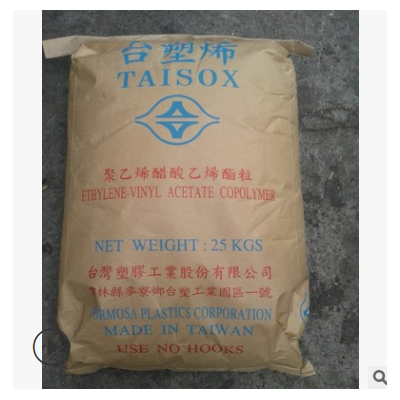 台塑烯
TAISOX
聚乙烯醋酸乙烯酯粒
ETHYLENE-VINYL ACETATE COPOLYMER
NET WEIGHT : 25 KGS
台灣塑膠工業股份有限公司
雲林縣麥寮鄉台塑工業園區一號
FORMOSA PLASTICS CORPORATION
MADE IN TAIWAN
USE NO HOOKS